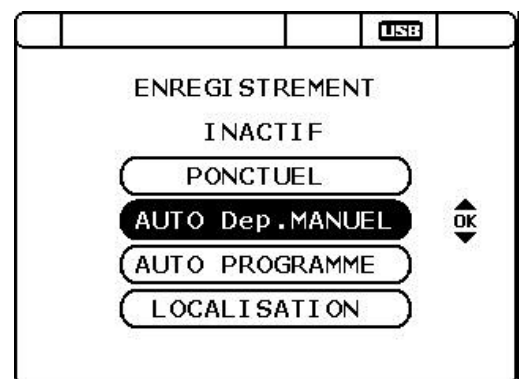 USB
ENREGISTREMENT
INACTIF
PONCTUEL
AUTO Dep.MANUEL
OK
AUTO PROGRAMME
LOCALISATION